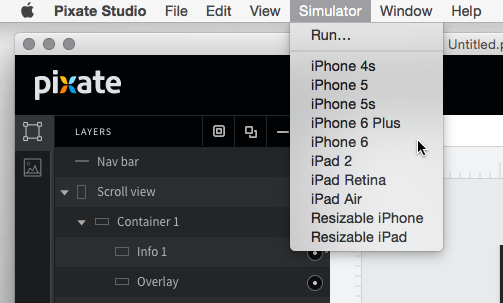 Pixate Studio File Edit View Simulator Window Help
Run...
Untitled.p
pixate
iPhone 4s
iPhone 5
iPhone 5s
iPhone 6 Plus
iPhone 6
iPad 2
iPad Retina
iPad Air
Resizable iPhone
Resizable iPad
LAYERS
Nav bar
Scroll view
Container 1
Info 1
Overlay